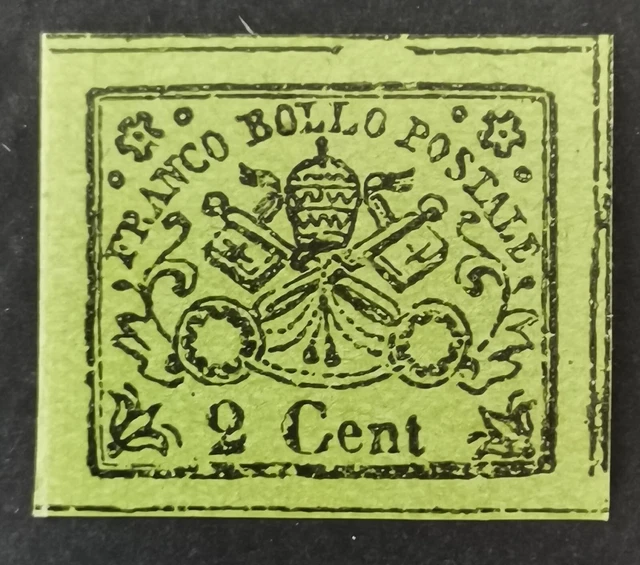 FRANCO BOLLO POSTALE
2 Cent